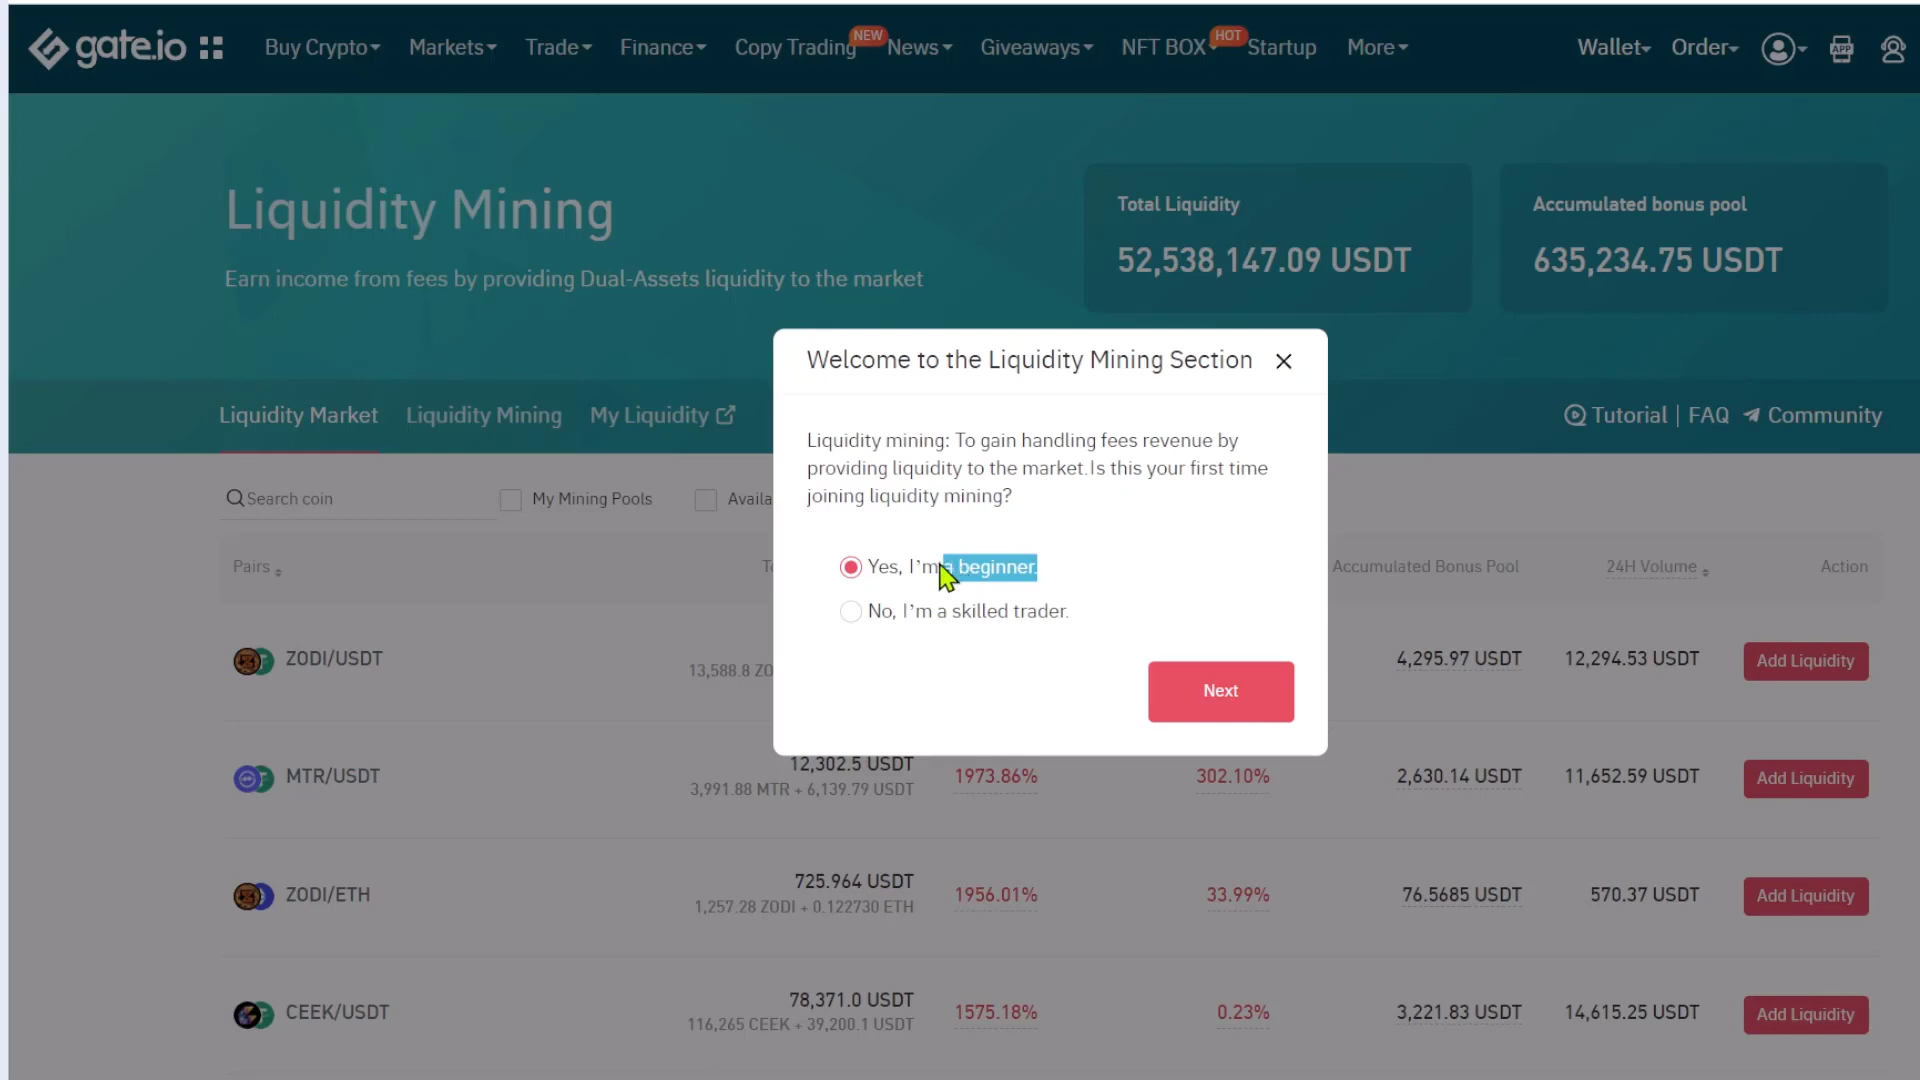 gate.io
Buy Crypto
Markets
Trade
Finance
Copy Trading
NEW
News
Giveaways
NFT BOX
HOT
Startup
More
Wallet
Order
APP
Liquidity Mining
Earn income from fees by providing Dual-Assets liquidity to the market
Total Liquidity
52,538,147.09 USDT
Accumulated bonus pool
635,234.75 USDT
Liquidity Market
Liquidity Mining
My Liquidity
Tutorial | FAQ
Community
Welcome to the Liquidity Mining Section
Liquidity mining: To gain handling fees revenue by
providing liquidity to the market.Is this your first time
joining liquidity mining?
Yes, I'm a beginner.
No, I'm a skilled trader.
Next
Search coin
My Mining Pools
Pairs
Accumulated Bonus Pool
24H Volume
Action
ZODI/USDT
13,588.8
4,295.97 USDT
12,294.53 USDT
Add Liquidity
MTR/USDT
12,302.5 USDT
3,991.88 MTR + 6,139.79 USDT
1973.86%
302.10%
2,630.14 USDT
11,652.59 USDT
Add Liquidity
ZODI/ETH
725.964 USDT
1,257.28 ZODI + 0.122730 ETH
1956.01%
33.99%
76.5685 USDT
570.37 USDT
Add Liquidity
CEEK/USDT
78,371.0 USDT
116,265 CEEK + 39,200.1 USDT
1575.18%
0.23%
3,221.83 USDT
14,615.25 USDT
Add Liquidity